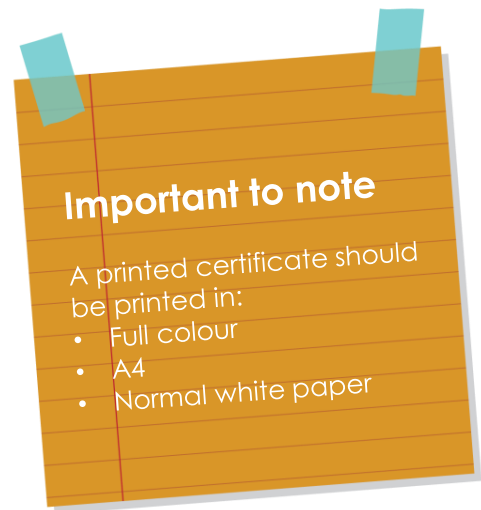 Important to note
A printed certificate should
be printed in:
• Full colour
• A4
• Normal white paper